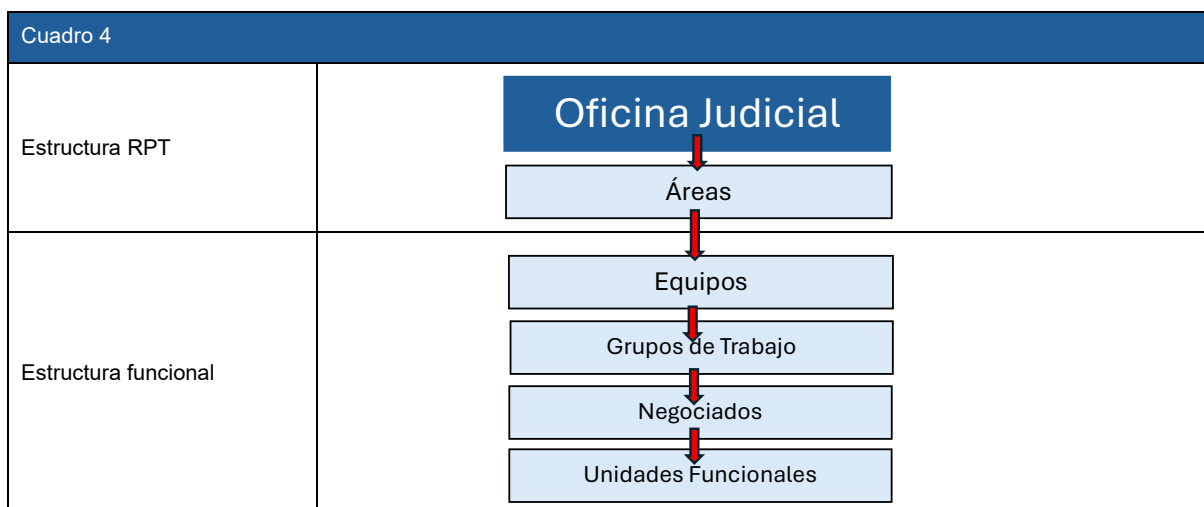 Cuadro 4
Estructura RPT
Oficina Judicial
Áreas
Estructura funcional
Equipos
Grupos de Trabajo
Negociados
Unidades Funcionales